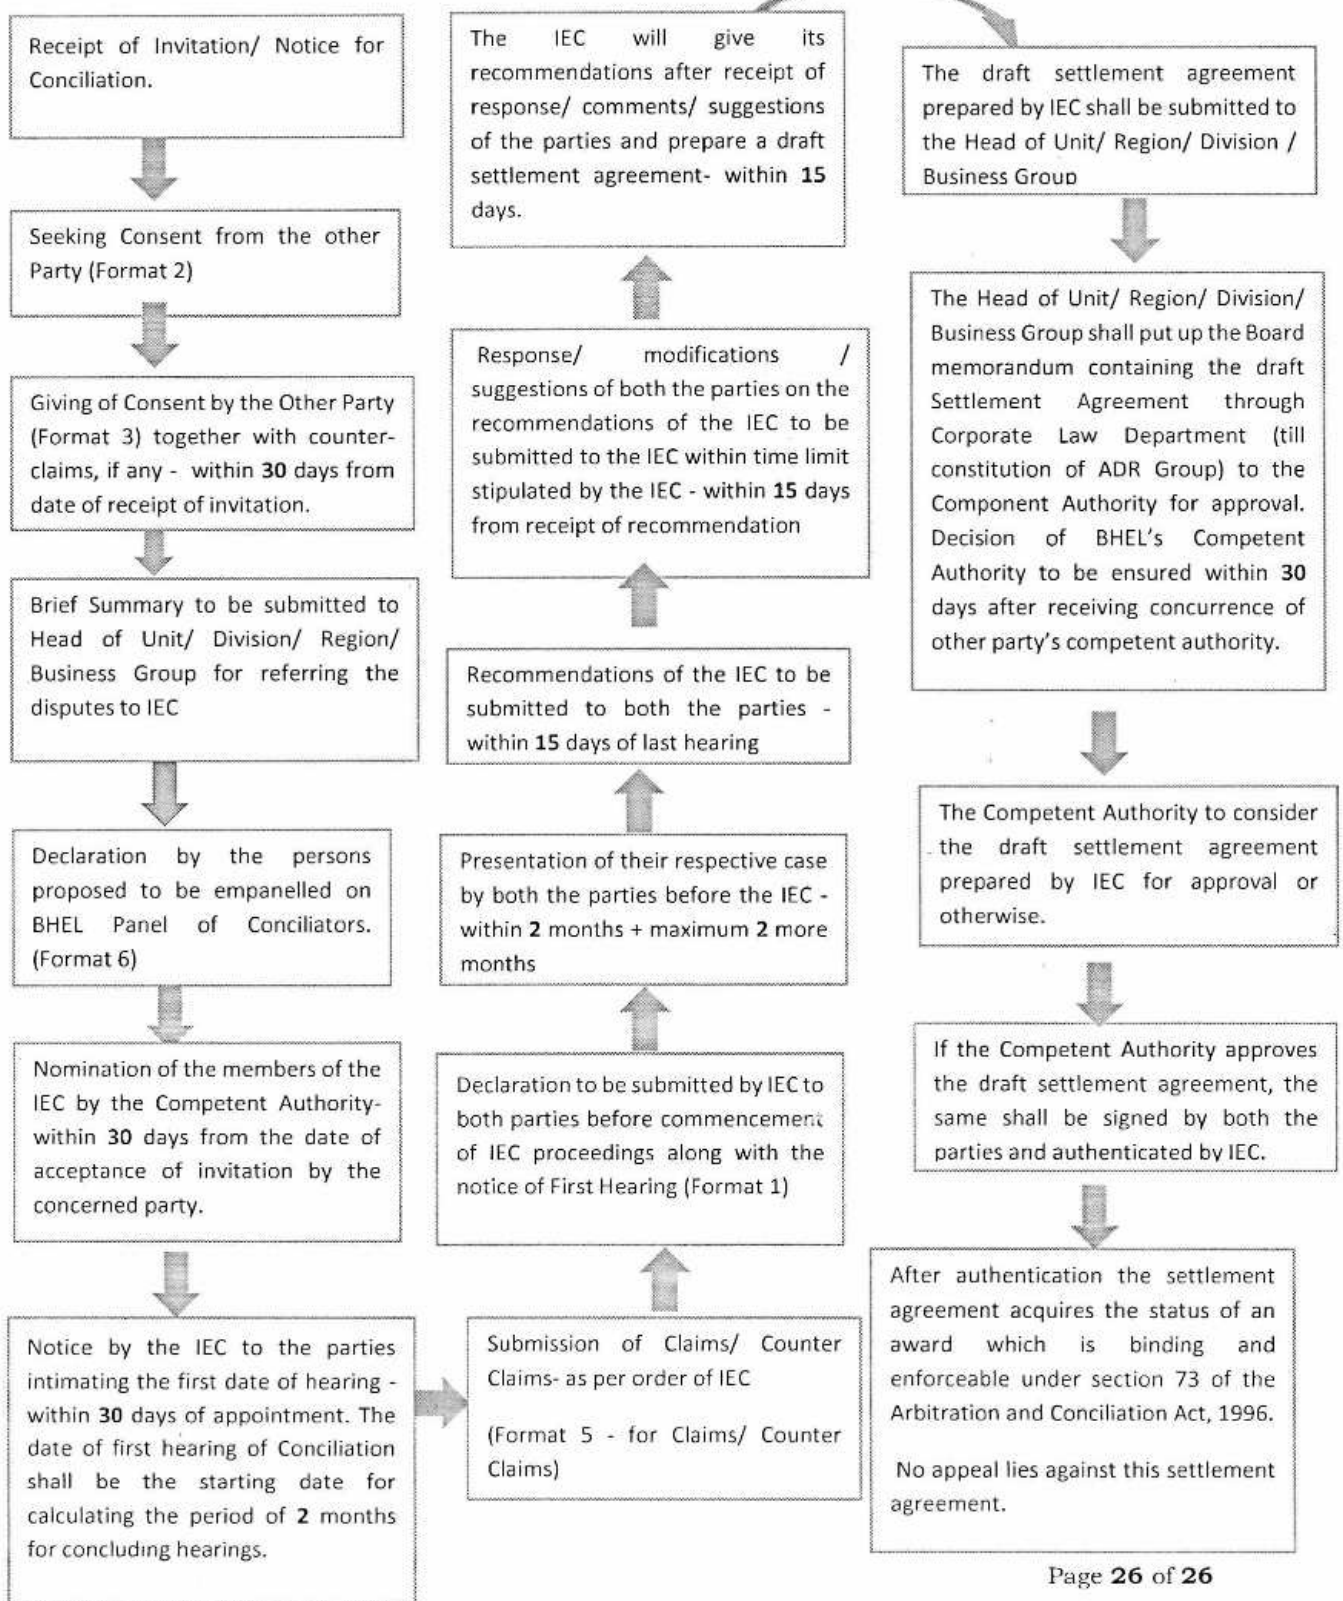 Receipt of Invitation/ Notice for
Conciliation.
Seeking Consent from the other
Party (Format 2)
Giving of Consent by the Other Party
(Format 3) together with counter-
claims, if any - within 30 days from
date of receipt of invitation.
Brief Summary to be submitted to
Head of Unit/ Division/ Region/
Business Group for referring the
disputes to IEC
Declaration by the persons
proposed to be empanelled on
BHEL Panel of Conciliators.
(Format 6)
Nomination of the members of the
IEC by the Competent Authority-
within 30 days from the date of
acceptance of invitation by the
concerned party.
Notice by the IEC to the parties
intimating the first date of hearing -
within 30 days of appointment. The
date of first hearing of Conciliation
shall be the starting date for
calculating the period of 2 months
for concluding hearings.
Submission of Claims/ Counter
Claims- as per order of IEC
(Format 5 - for Claims/ Counter
Claims)
Declaration to be submitted by IEC to
both parties before commencement
of IEC proceedings along with the
notice of First Hearing (Format 1)
Presentation of their respective case
by both the parties before the IEC -
within 2 months + maximum 2 more
months
Recommendations of the IEC to be
submitted to both the parties -
within 15 days of last hearing
Response/ modifications /
suggestions of both the parties on the
recommendations of the IEC to be
submitted to the IEC within time limit
stipulated by the IEC - within 15 days
from receipt of recommendation
The IEC will give its
recommendations after receipt of
response/ comments/ suggestions
of the parties and prepare a draft
settlement agreement- within 15
days.
The draft settlement agreement
prepared by IEC shall be submitted to
the Head of Unit/ Region/ Division /
Business Group
The Head of Unit/ Region/ Division/
Business Group shall put up the Board
memorandum containing the draft
Settlement Agreement through
Corporate Law Department (till
constitution of ADR Group) to the
Component Authority for approval.
Decision of BHEL's Competent
Authority to be ensured within 30
days after receiving concurrence of
other party's competent authority.
The Competent Authority to consider
the draft settlement agreement
prepared by IEC for approval or
otherwise.
If the Competent Authority approves
the draft settlement agreement, the
same shall be signed by both the
parties and authenticated by IEC.
After authentication the settlement
agreement acquires the status of an
award which is binding and
enforceable under section 73 of the
Arbitration and Conciliation Act, 1996.
No appeal lies against this settlement
agreement.
Page 26 of 26